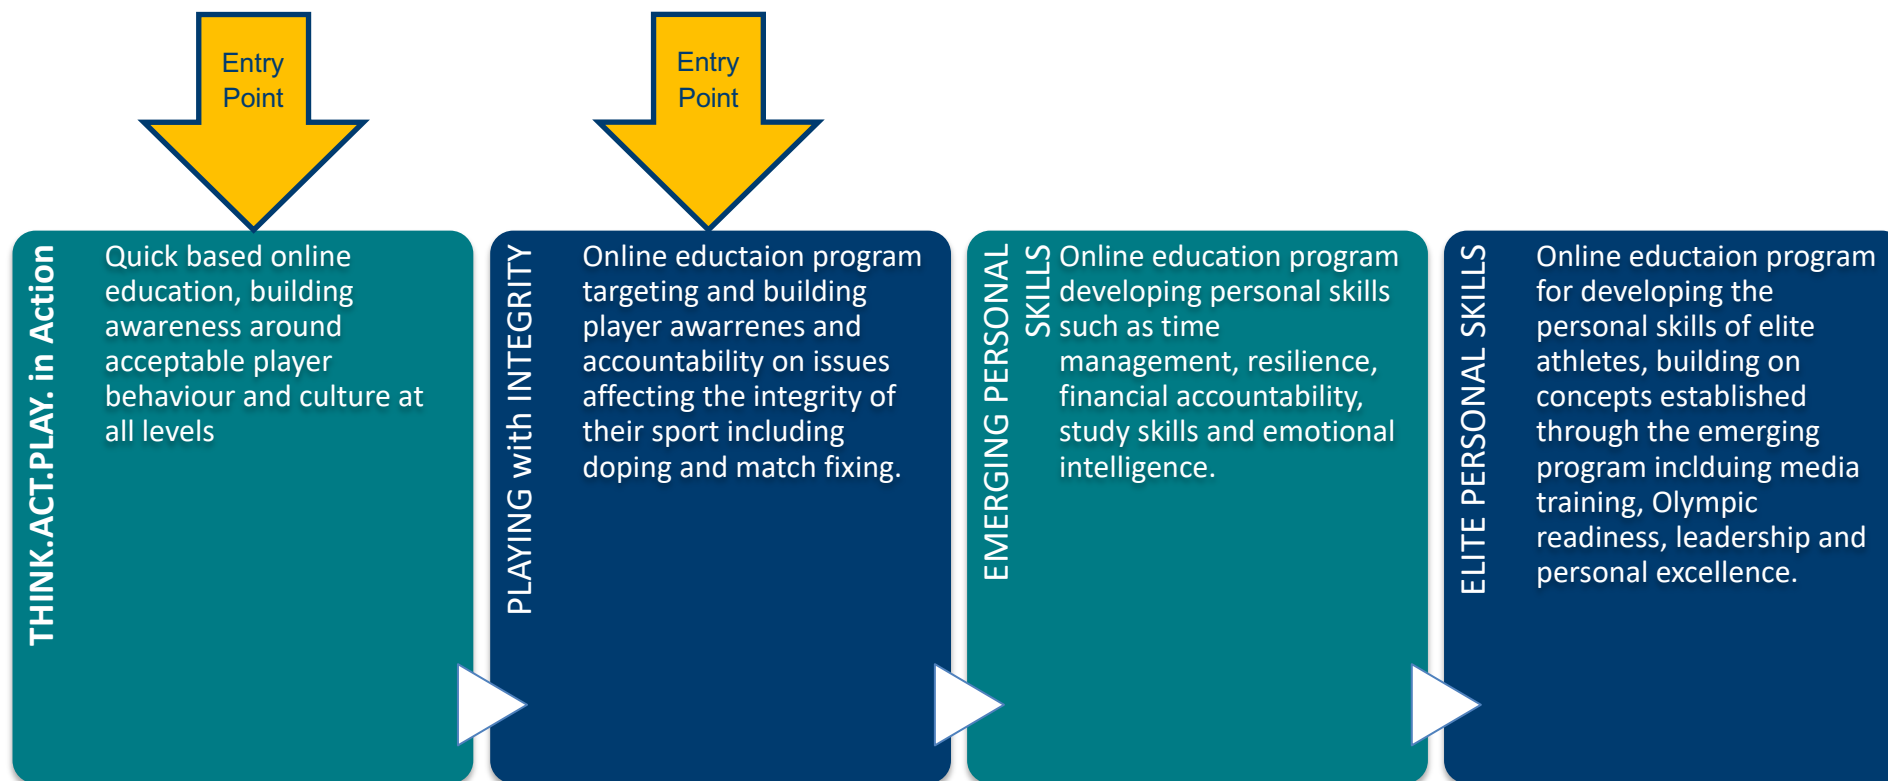 Entry
Point
Entry
Point
THINK.ACT.PLAY. in Action
Quick based online
education, building
awareness around
acceptable player
behaviour and culture at
all levels
PLAYING with INTEGRITY
Online eductaion program
targeting and building
player awarrenes and
accountability on issues
affecting the integrity of
their sport including
doping and match fixing.
EMERGING PERSONAL
SKILLS
Online education program
developing personal skills
such as time
management, resilience,
financial accountability,
study skills and emotional
intelligence.
ELITE PERSONAL SKILLS
Online eductaion program
for developing the
personal skills of elite
athletes, building on
concepts established
through the emerging
program inclduing media
training, Olympic
readiness, leadership and
personal excellence.